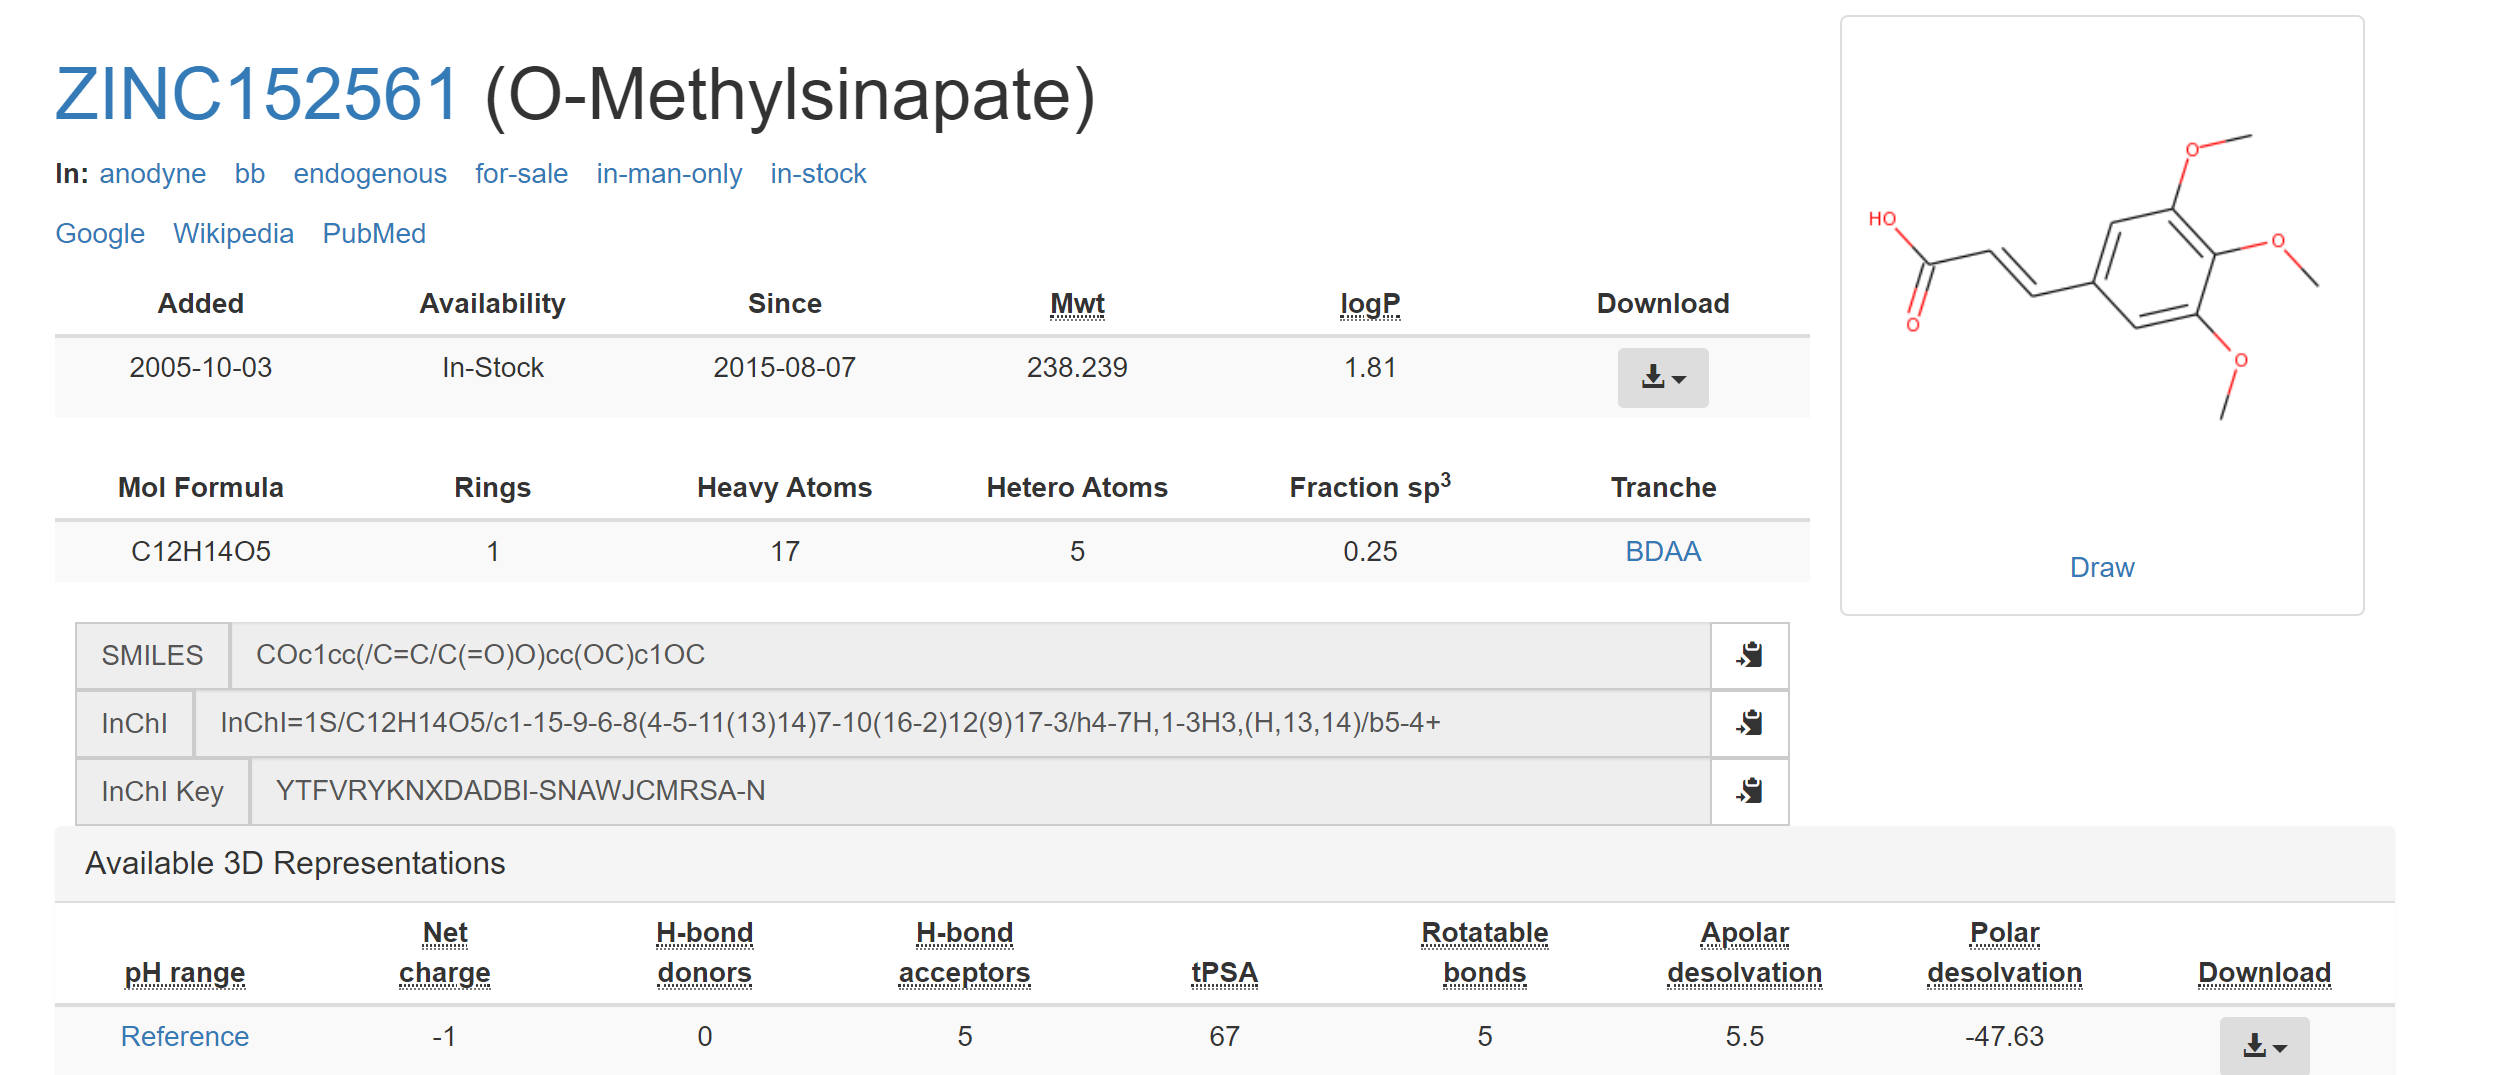 ZINC152561 (O-Methylsinapate)
In: anodyne bb endogenous for-sale in-man-only in-stock
Google Wikipedia PubMed
Added Availability Since Mwt logP Download
2005-10-03 In-Stock 2015-08-07 238.239 1.81
Mol Formula Rings Heavy Atoms Hetero Atoms Fraction sp³ Tranche
C12H14O5 1 17 5 0.25 BDAA
SMILES COc1cc(/C=C/C(=O)O)cc(OC)c1OC
InChI InChI=1S/C12H14O5/c1-15-9-6-8(4-5-11(13)14)7-10(16-2)12(9)17-3/h4-7H,1-3H3,(H,13,14)/b5-4+
InChI Key YTFVRYKNXDADBI-SNAWJCMRSA-N
O
HO
O
O
O
Draw
Available 3D Representations
pH range Net charge H-bond donors H-bond acceptors tPSA Rotatable bonds Apolar desolvation Polar desolvation Download
Reference -1 0 5 67 5 5.5 -47.63